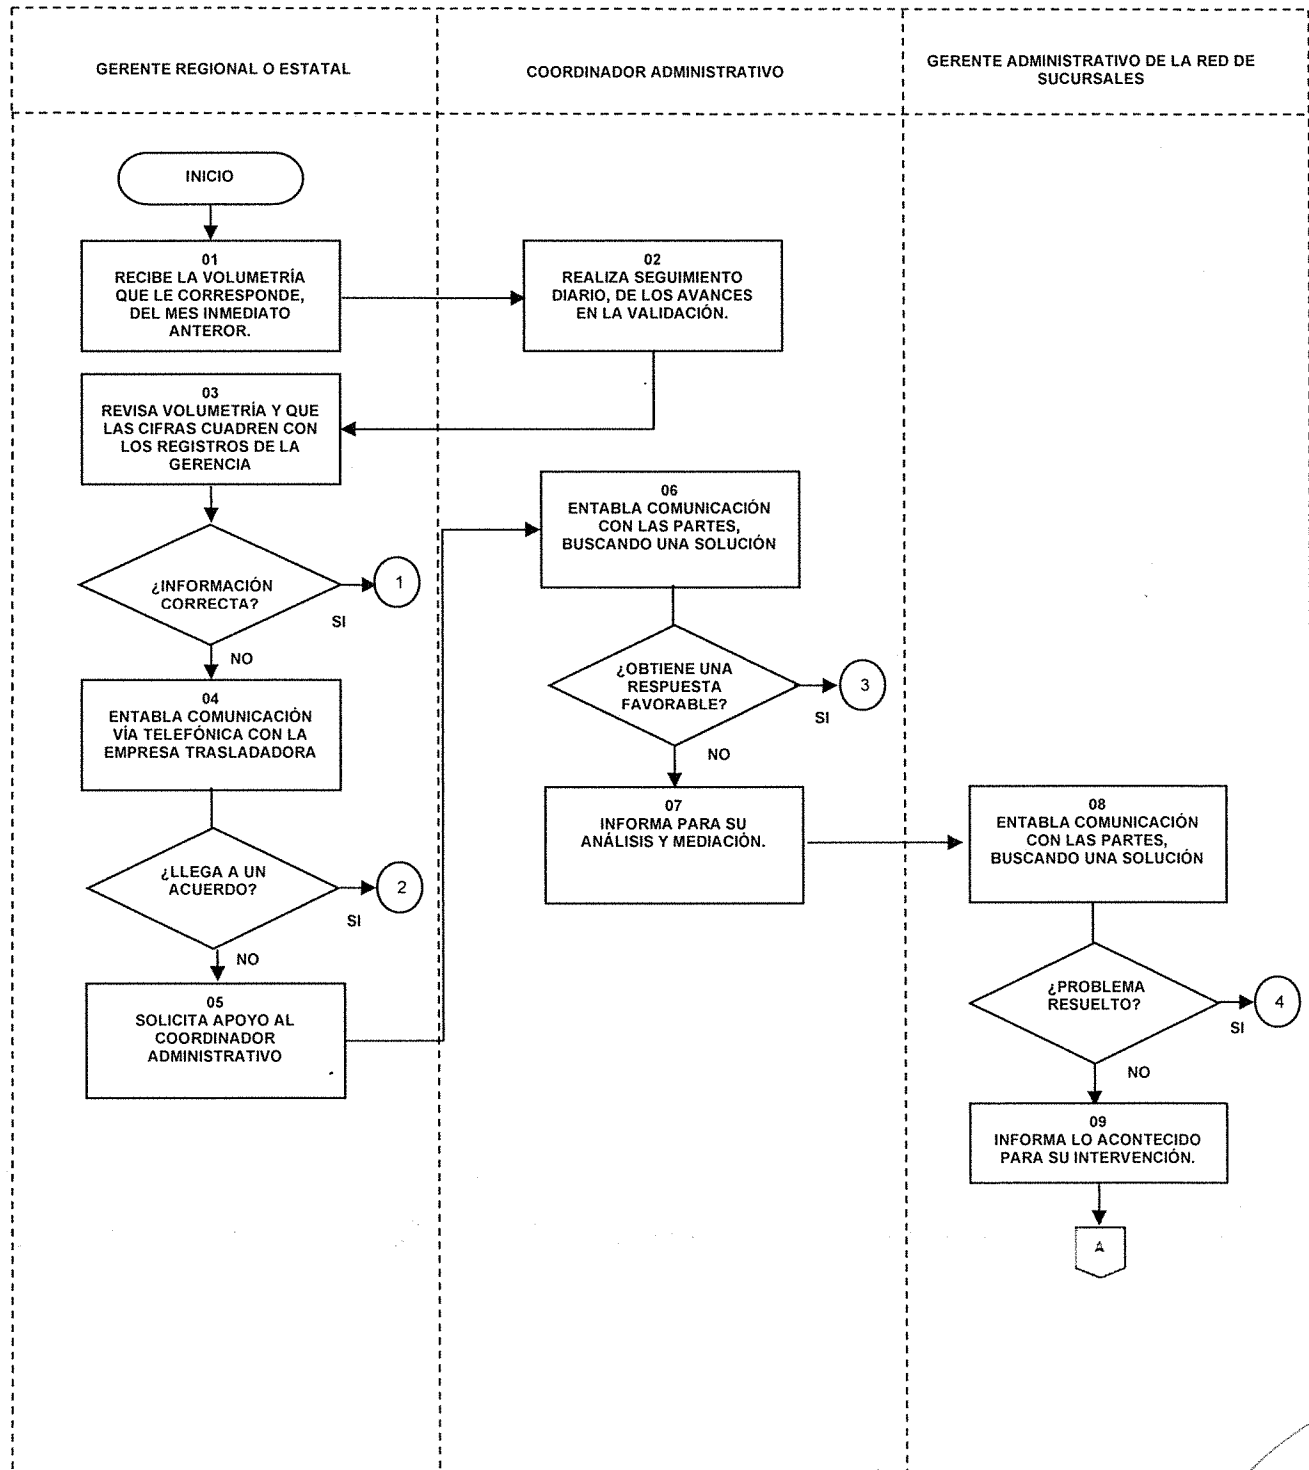 GERENTE REGIONAL O ESTATAL
COORDINADOR ADMINISTRATIVO
GERENTE ADMINISTRATIVO DE LA RED DE
SUCURSALES
INICIO
01
RECIBE LA VOLUMETRÍA
QUE LE CORRESPONDE,
DEL MES INMEDIATO
ANTEROR.
02
REALIZA SEGUIMIENTO
DIARIO, DE LOS AVANCES
EN LA VALIDACIÓN.
03
REVISA VOLUMETRÍA Y QUE
LAS CIFRAS CUADREN CON
LOS REGISTROS DE LA
GERENCIA
¿INFORMACIÓN
CORRECTA?
1
SI
NO
04
ENTABLA COMUNICACIÓN
VÍA TELEFÓNICA CON LA
EMPRESA TRASLADADORA
¿LLEGA A UN
ACUERDO?
2
SI
NO
05
SOLICITA APOYO AL
COORDINADOR
ADMINISTRATIVO
06
ENTABLA COMUNICACIÓN
CON LAS PARTES,
BUSCANDO UNA SOLUCIÓN
¿OBTIENE UNA
RESPUESTA
FAVORABLE?
3
SI
NO
07
INFORMA PARA SU
ANÁLISIS Y MEDIACIÓN.
08
ENTABLA COMUNICACIÓN
CON LAS PARTES,
BUSCANDO UNA SOLUCIÓN
¿PROBLEMA
RESUELTO?
4
SI
NO
09
INFORMA LO ACONTECIDO
PARA SU INTERVENCIÓN.
A